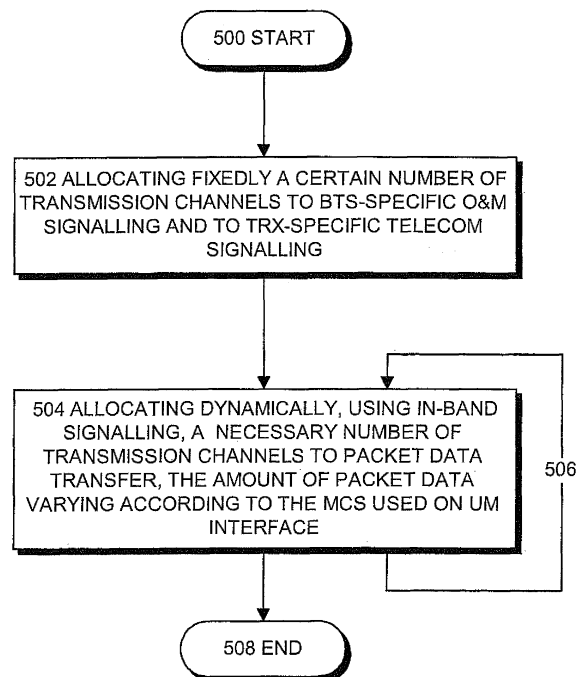 500 START
502 ALLOCATING FIXEDLY A CERTAIN NUMBER OF
TRANSMISSION CHANNELS TO BTS-SPECIFIC O&M
SIGNALLING AND TO TRX-SPECIFIC TELECOM
SIGNALLING
504 ALLOCATING DYNAMICALLY, USING IN-BAND
SIGNALLING, A NECESSARY NUMBER OF
TRANSMISSION CHANNELS TO PACKET DATA
TRANSFER, THE AMOUNT OF PACKET DATA
VARYING ACCORDING TO THE MCS USED ON UM
INTERFACE
506
508 END